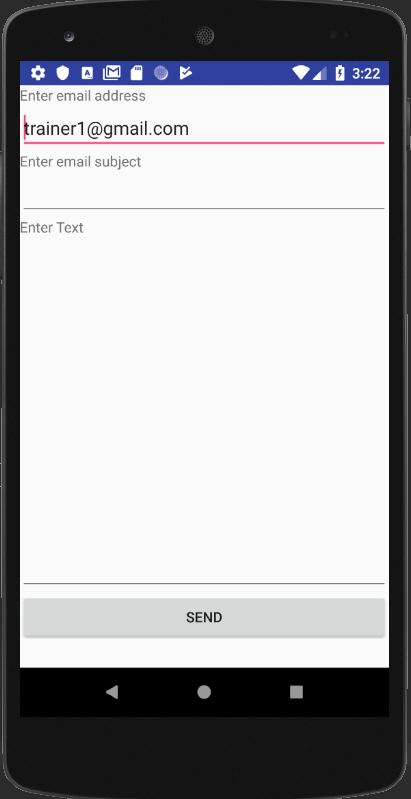 3:22
Enter email address
trainer1@gmail.com
Enter email subject
Enter Text
SEND